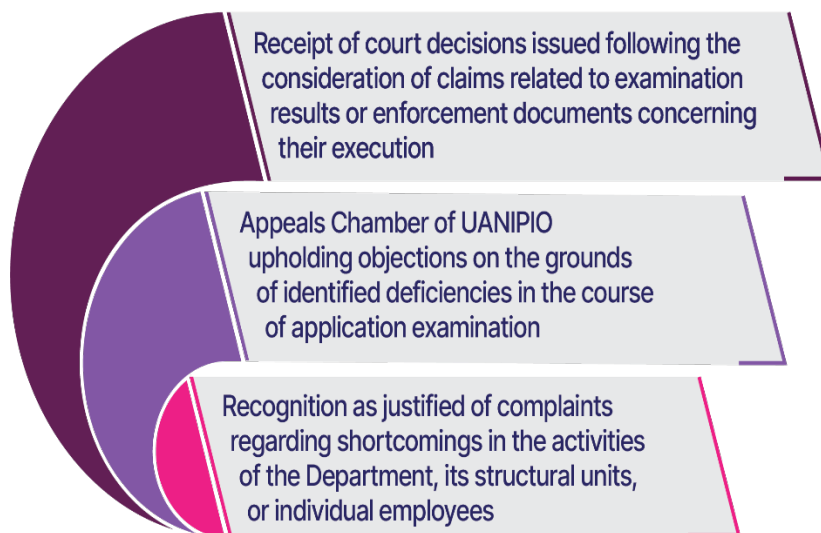 Receipt of court decisions issued following the
consideration of claims related to examination
results or enforcement documents concerning
their execution
Appeals Chamber of UANIPIO
upholding objections on the grounds
of identified deficiencies in the course
of application examination
Recognition as justified of complaints
regarding shortcomings in the activities
of the Department, its structural units,
or individual employees